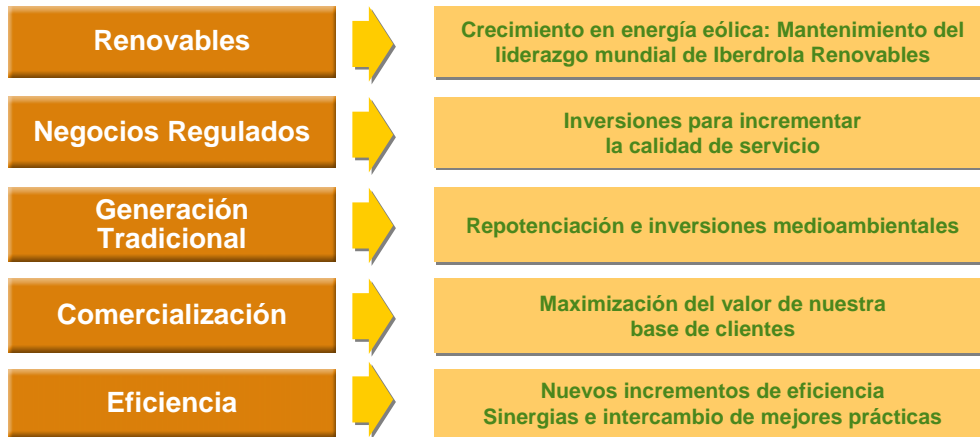 Renovables
Crecimiento en energía eólica: Mantenimiento del
liderazgo mundial de Iberdrola Renovables
Negocios Regulados
Inversiones para incrementar
la calidad de servicio
Generación
Tradicional
Repotenciación e inversiones medioambientales
Comercialización
Maximización del valor de nuestra
base de clientes
Eficiencia
Nuevos incrementos de eficiencia
Sinergias e intercambio de mejores prácticas